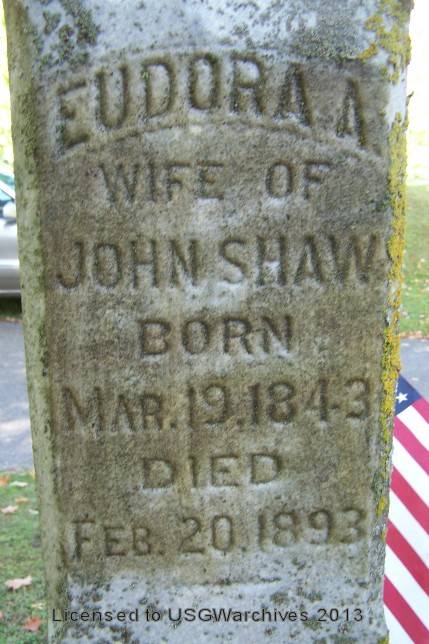 EUDORA A
WIFE OF
JOHN SHAW
BORN
MAR. 19. 1843
DIED
FEB. 20. 1893
Licensed to USGWarchives 2013